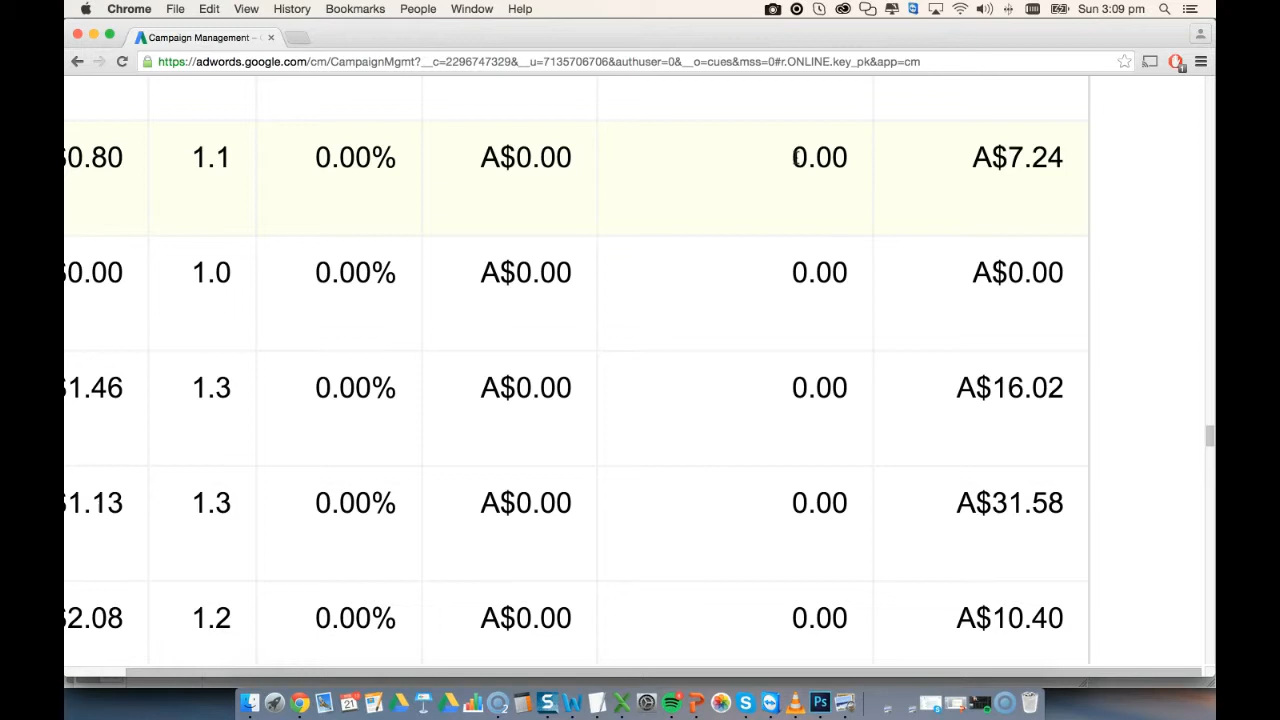 Chrome File Edit View History Bookmarks People Window Help Sun 3:09 pm
Campaign Management –
https://adwords.google.com/cm/CampaignMgmt?__c=2296747329&__u=7135706706&authuser=0&__o=cues&mss=0#r.ONLINE.key_pk&app=cm
$0.80 1.1 0.00% A$0.00 0.00 A$7.24
$0.00 1.0 0.00% A$0.00 0.00 A$0.00
$1.46 1.3 0.00% A$0.00 0.00 A$16.02
$1.13 1.3 0.00% A$0.00 0.00 A$31.58
$2.08 1.2 0.00% A$0.00 0.00 A$10.40